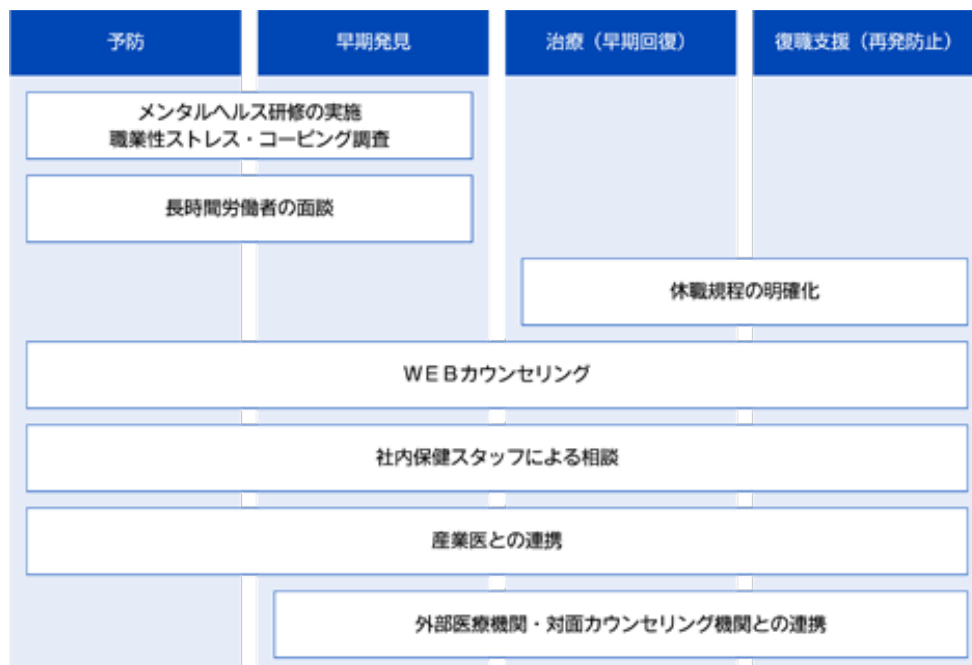 予防
早期発見
治療（早期回復）
復職支援（再発防止）
メンタルヘルス研修の実施
職業性ストレス・コーピング調査
長時間労働者の面談
休職規程の明確化
ＷＥＢカウンセリング
社内保健スタッフによる相談
産業医との連携
外部医療機関・対面カウンセリング機関との連携